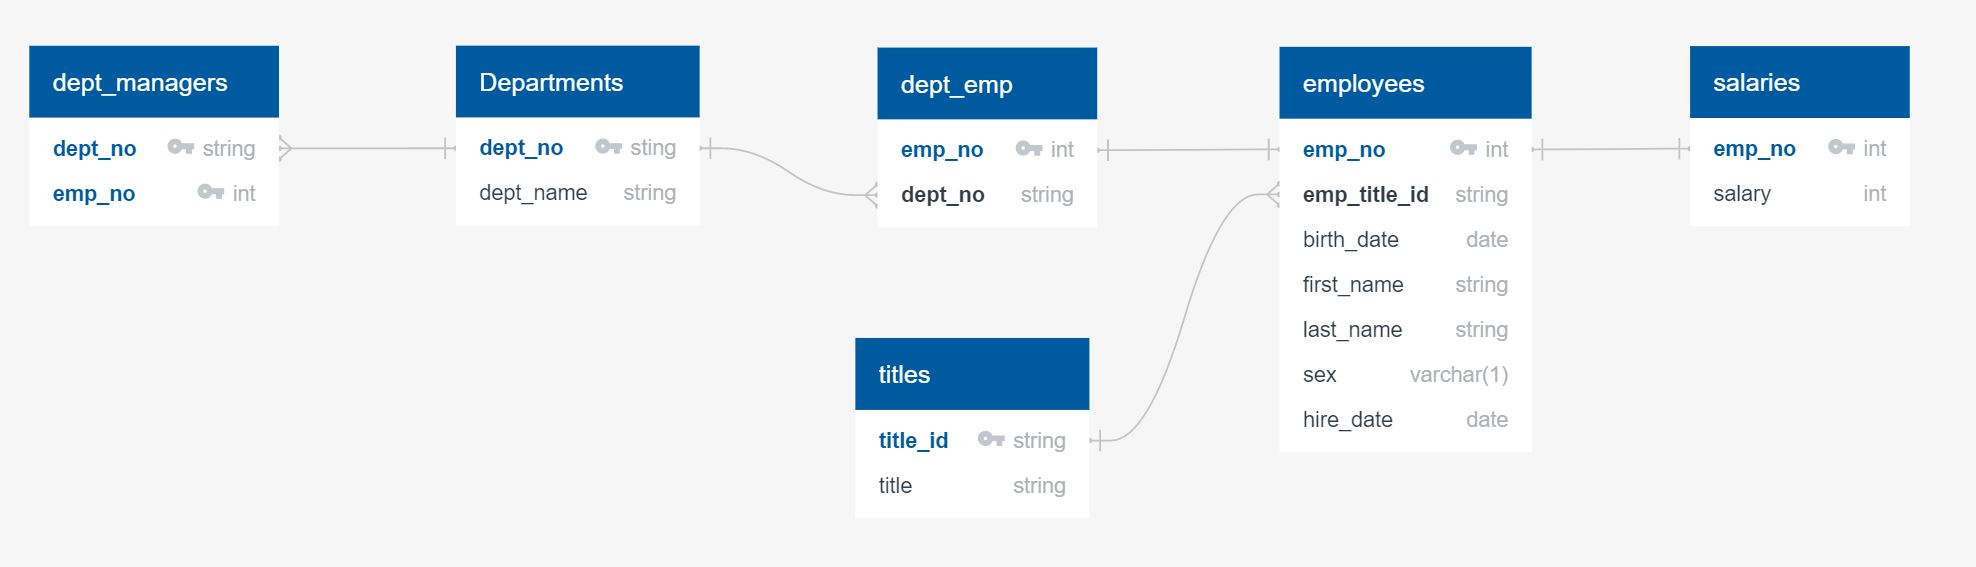 dept_managers
dept_no string
emp_no int
Departments
dept_no sting
dept_name string
dept_emp
emp_no int
dept_no string
employees
emp_no int
emp_title_id string
birth_date date
first_name string
last_name string
sex varchar(1)
hire_date date
salaries
emp_no int
salary int
titles
title_id string
title string